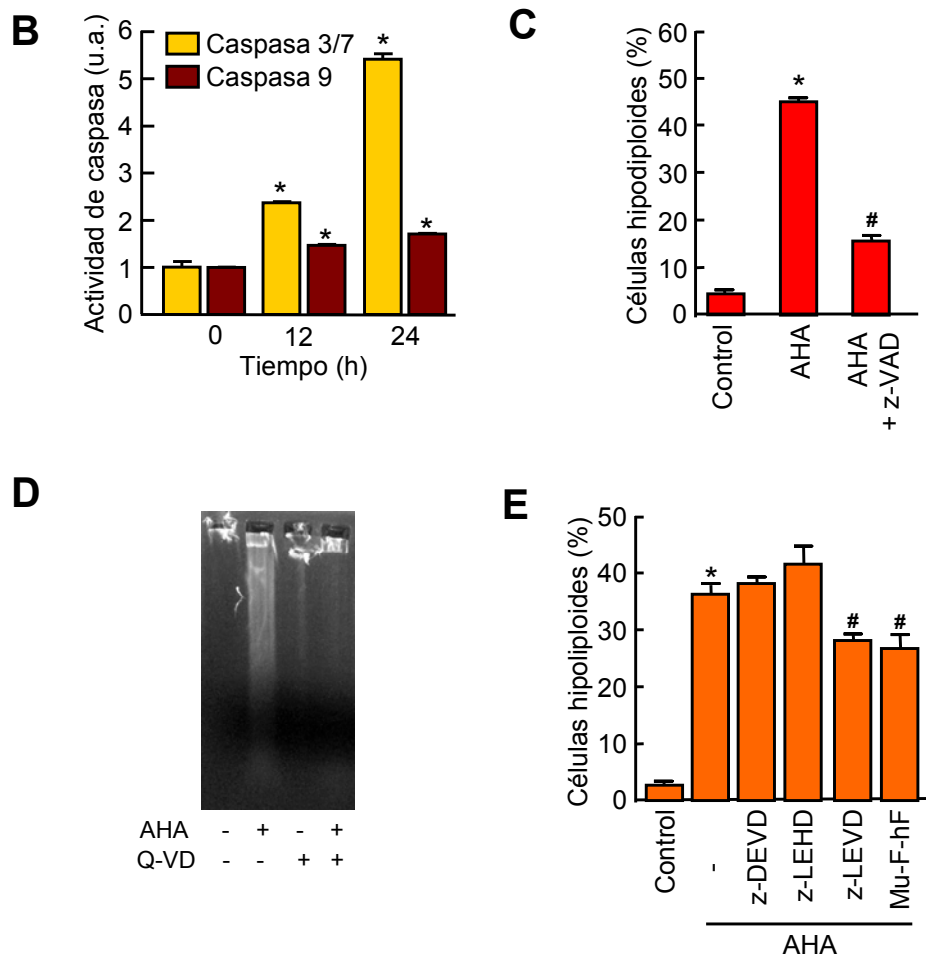 B
Actividad de caspasa (u.a.)
6
5
4
3
2
1
0
Caspasa 3/7
Caspasa 9
*
*
*
*
0 12 24
Tiempo (h)
C
Células hipodiploides (%)
60
50
40
30
20
10
0
*
#
Control
AHA
AHA
+ z-VAD
D
AHA - + - +
Q-VD - - + +
E
Células hipoliploides (%)
50
40
30
20
10
0
*
#
#
Control
-
z-DEVD
z-LEHD
z-LEVD
Mu-F-hF
AHA